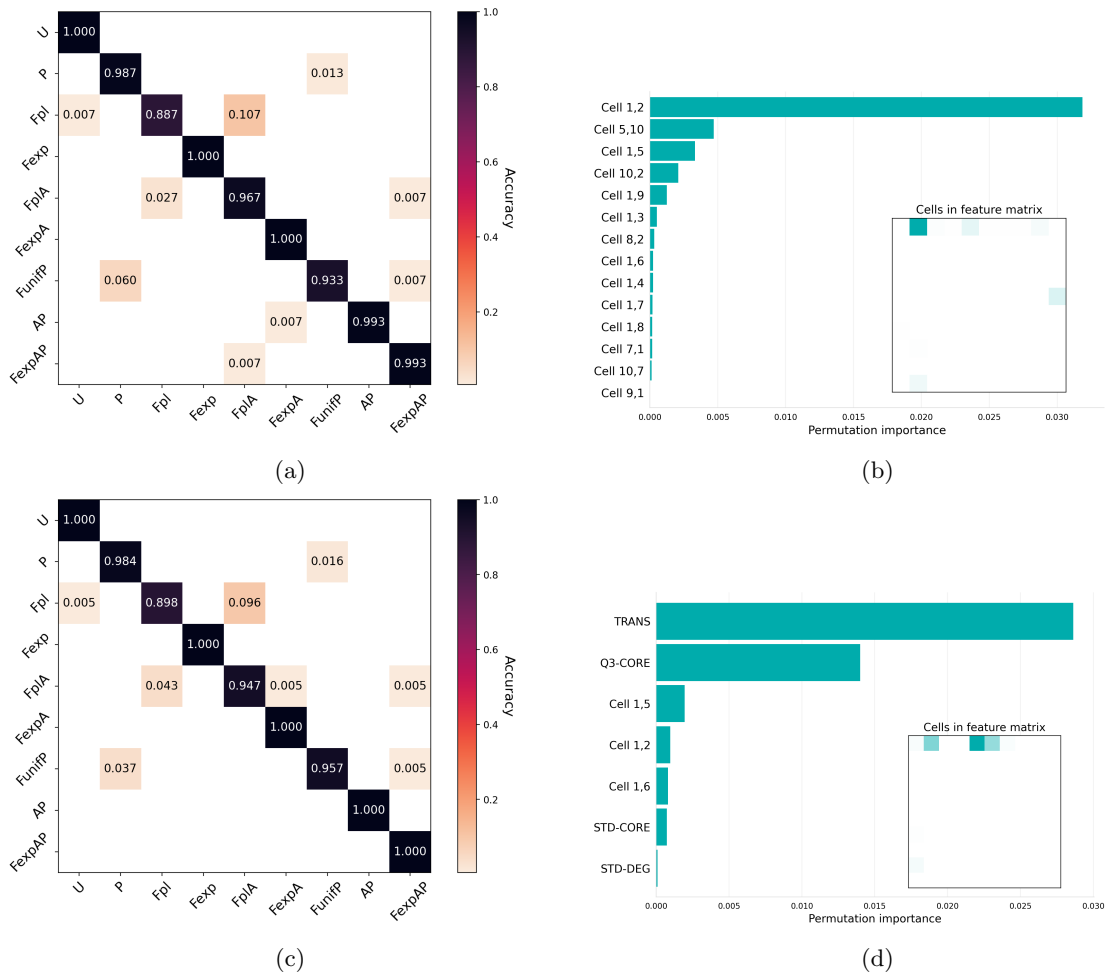 U
P
Fpl
Fexp
FplA
FexpA
FunifP
AP
FexpAP
1.000
0.987 0.013
0.007 0.887 0.107
1.000
0.027 0.967 0.007
1.000
0.060 0.933 0.007
0.007 0.993
0.007 0.993
U P Fpl Fexp FplA FexpA FunifP AP FexpAP
1.0
0.8
0.6
0.4
0.2
Accuracy
(a)
Cell 1,2
Cell 5,10
Cell 1,5
Cell 10,2
Cell 1,9
Cell 1,3
Cell 8,2
Cell 1,6
Cell 1,4
Cell 1,7
Cell 1,8
Cell 7,1
Cell 10,7
Cell 9,1
Cells in feature matrix
0.000 0.005 0.010 0.015 0.020 0.025 0.030
Permutation importance
(b)
U
P
Fpl
Fexp
FplA
FexpA
FunifP
AP
FexpAP
1.000
0.984 0.016
0.005 0.898 0.096
1.000
0.043 0.947 0.005 0.005
1.000
0.037 0.957 0.005
1.000
1.000
U P Fpl Fexp FplA FexpA FunifP AP FexpAP
1.0
0.8
0.6
0.4
0.2
Accuracy
(c)
TRANS
Q3-CORE
Cell 1,5
Cell 1,2
Cell 1,6
STD-CORE
STD-DEG
Cells in feature matrix
0.000 0.005 0.010 0.015 0.020 0.025 0.030
Permutation importance
(d)